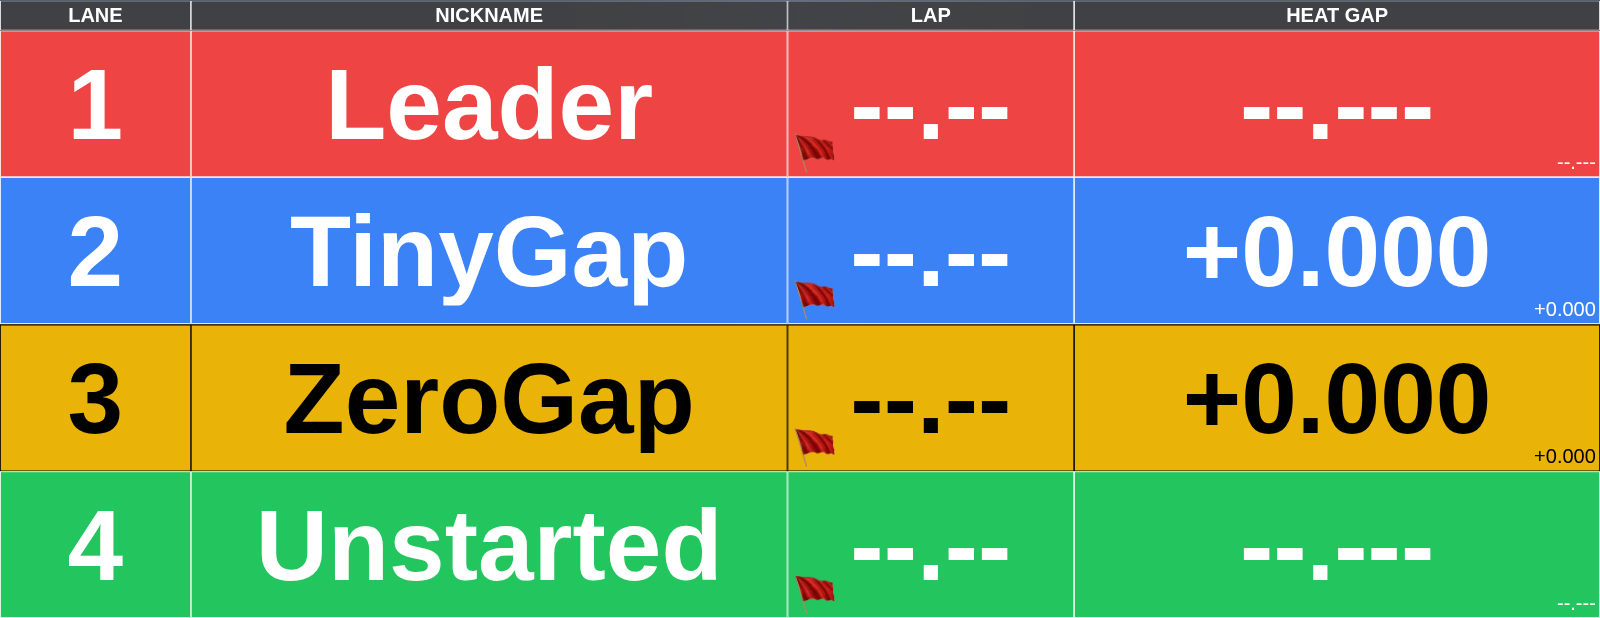 LANE NICKNAME LAP HEAT GAP
1 Leader --.-- --.---
--.---
2 TinyGap --.-- +0.000
+0.000
3 ZeroGap --.-- +0.000
+0.000
4 Unstarted --.-- --.---
--.---